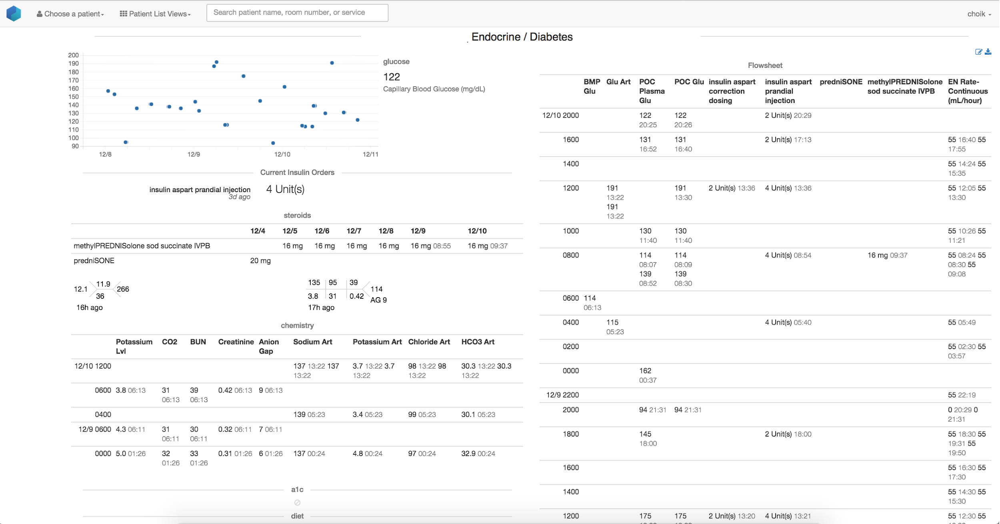 Choose a patient
Patient List Views
Search patient name, room number, or service
choik
Endocrine / Diabetes
200
190
180
170
160
150
140
130
120
110
100
90
12/8 12/9 12/10 12/11
glucose
122
Capillary Blood Glucose (mg/dL)
Current Insulin Orders
insulin aspart prandial injection 4 Unit(s)
3d ago
steroids
12/4 12/5 12/6 12/7 12/8 12/9 12/10
methylPREDNISolone sod succinate IVPB 16 mg 16 mg 16 mg 16 mg 16 mg 08:55 16 mg 09:37
predniSONE 20 mg
12.1 11.9 266
36
16h ago
135 95 39 114
3.8 31 0.42 AG 9
17h ago
chemistry
Potassium CO2 BUN Creatinine Anion Sodium Art Potassium Art Chloride Art HCO3 Art
Lvl Gap
12/10 1200 137 13:22 137 3.7 13:22 3.7 98 13:22 98 30.3 13:22 30.3
13:22 13:22 13:22 13:22
0600 3.8 06:13 31 39 0.42 06:13 9 06:13
06:13 06:13
0400 139 05:23 3.4 05:23 99 05:23 30.1 05:23
12/9 0600 4.3 06:11 31 30 0.32 06:11 7 06:11
06:11 06:11
0000 5.0 01:26 32 33 0.31 01:26 6 01:26 137 00:24 4.8 00:24 97 00:24 32.9 00:24
01:26 01:26
a1c
diet
Flowsheet
BMP Glu Art POC POC Glu insulin aspart insulin aspart predniSONE methylPREDNISolone EN Rate-
Glu Plasma correction prandial sod succinate IVPB Continuous
Glu dosing injection (mL/hour)
12/10 2000 122 122 2 Unit(s) 20:29
20:25 20:26
1600 131 131 2 Unit(s) 17:13 55 16:40 55
16:52 16:40 17:55
1400 55 14:24 55
15:35
1200 191 191 2 Unit(s) 13:36 4 Unit(s) 13:36 55 12:05 55
13:22 13:30 13:30
191
13:22
1000 130 130 55 10:26 55
11:40 11:40 11:21
0800 114 114 4 Unit(s) 08:54 16 mg 09:37 55 08:24 55
08:07 08:09 08:30 55
139 139 09:08
08:52 08:30
0600 114
06:13
0400 115 4 Unit(s) 05:40 55 05:49
05:23
0200 55 02:30 55
03:57
0000 162
00:37
12/9 2200 55 22:19
2000 94 21:31 94 21:31 0 20:29 0
21:31
1800 145 2 Unit(s) 18:00 55 18:30 55
18:00 19:31 55
19:50
1600 55 16:30 55
17:30
1400 55 14:30 55
15:30
1200 175 175 2 Unit(s) 13:20 4 Unit(s) 13:21 55 12:30 55